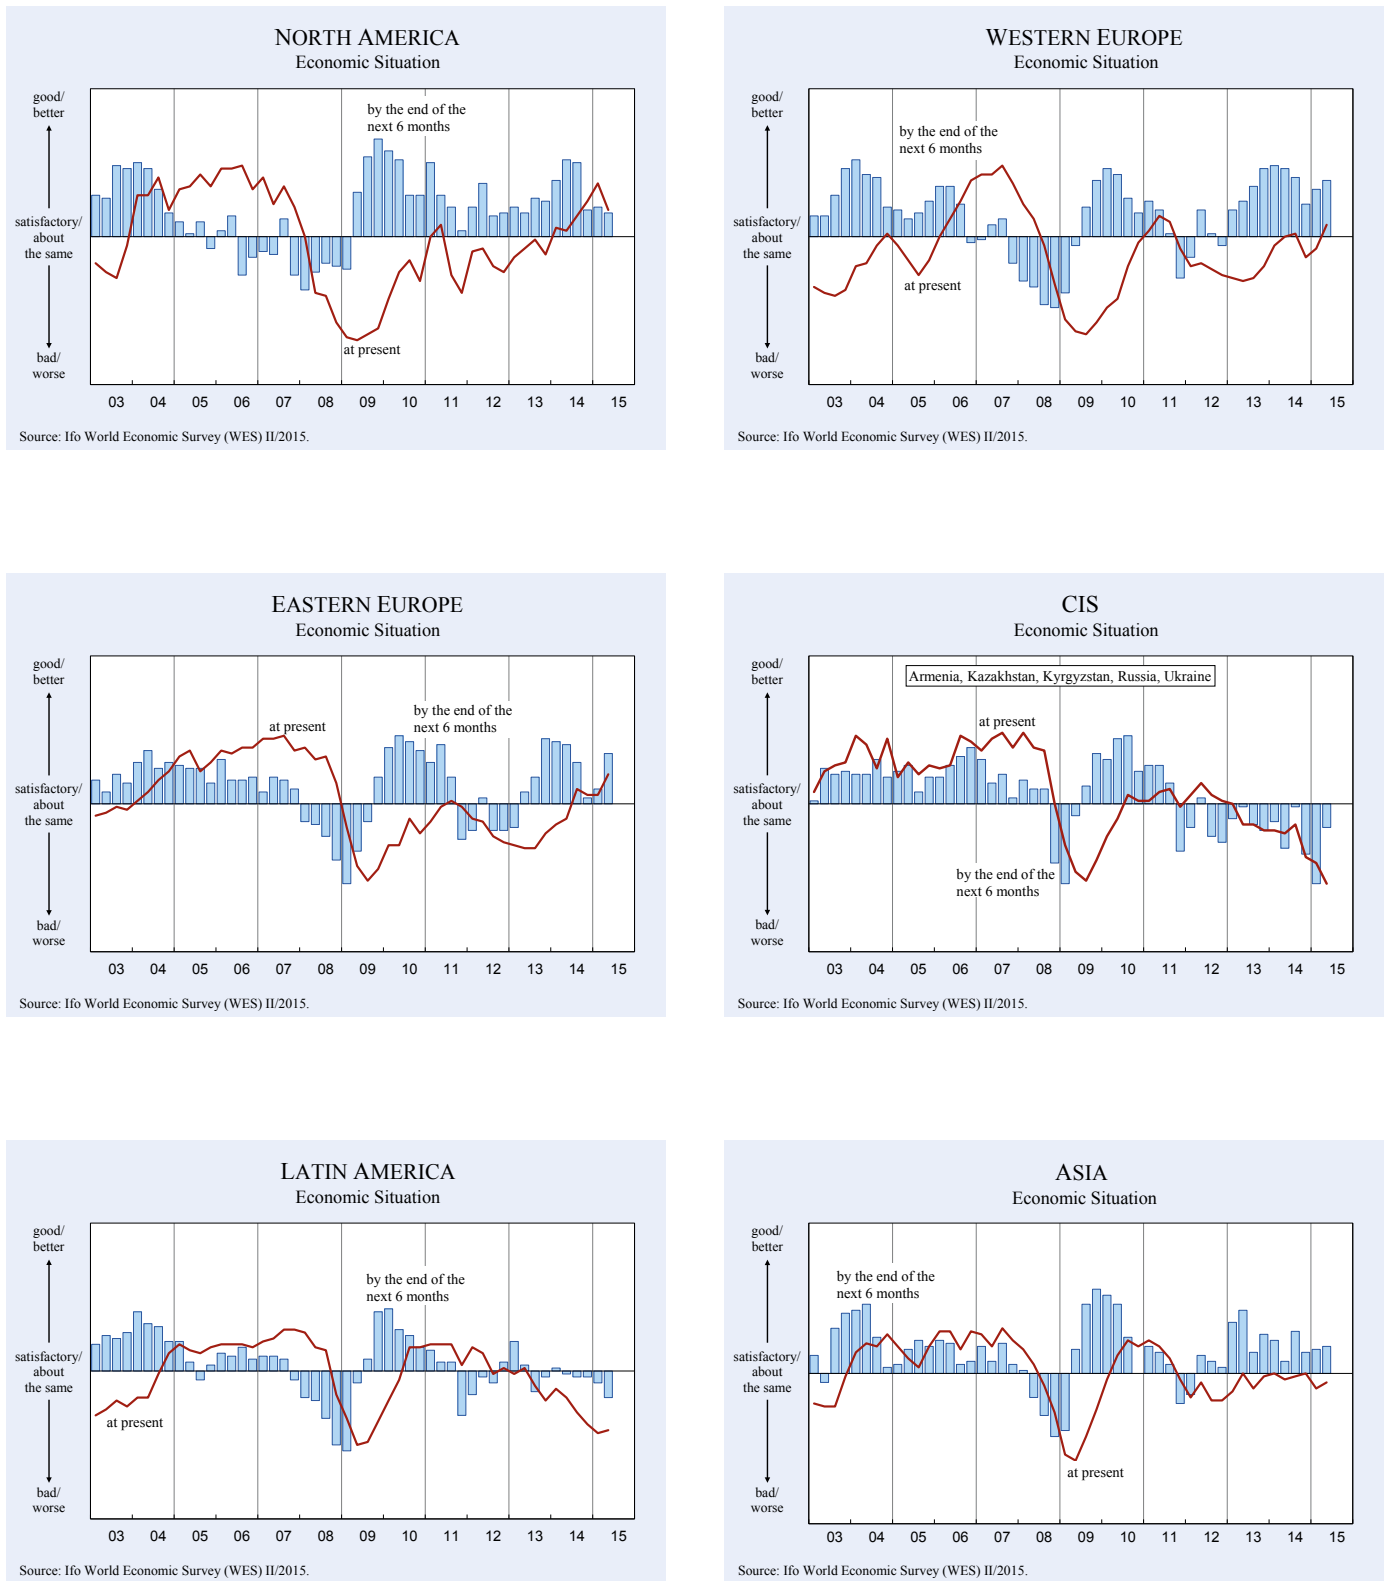 NORTH AMERICA
Economic Situation
good/
better
satisfactory/
about
the same
bad/
worse
by the end of the
next 6 months
at present
03 04 05 06 07 08 09 10 11 12 13 14 15
Source: Ifo World Economic Survey (WES) II/2015.
WESTERN EUROPE
Economic Situation
good/
better
satisfactory/
about
the same
bad/
worse
by the end of the
next 6 months
at present
03 04 05 06 07 08 09 10 11 12 13 14 15
Source: Ifo World Economic Survey (WES) II/2015.
EASTERN EUROPE
Economic Situation
good/
better
satisfactory/
about
the same
bad/
worse
at present
by the end of the
next 6 months
03 04 05 06 07 08 09 10 11 12 13 14 15
Source: Ifo World Economic Survey (WES) II/2015.
CIS
Economic Situation
good/
better
satisfactory/
about
the same
bad/
worse
Armenia, Kazakhstan, Kyrgyzstan, Russia, Ukraine
at present
by the end of the
next 6 months
03 04 05 06 07 08 09 10 11 12 13 14 15
Source: Ifo World Economic Survey (WES) II/2015.
LATIN AMERICA
Economic Situation
good/
better
satisfactory/
about
the same
bad/
worse
by the end of the
next 6 months
at present
03 04 05 06 07 08 09 10 11 12 13 14 15
Source: Ifo World Economic Survey (WES) II/2015.
ASIA
Economic Situation
good/
better
satisfactory/
about
the same
bad/
worse
by the end of the
next 6 months
at present
03 04 05 06 07 08 09 10 11 12 13 14 15
Source: Ifo World Economic Survey (WES) II/2015.